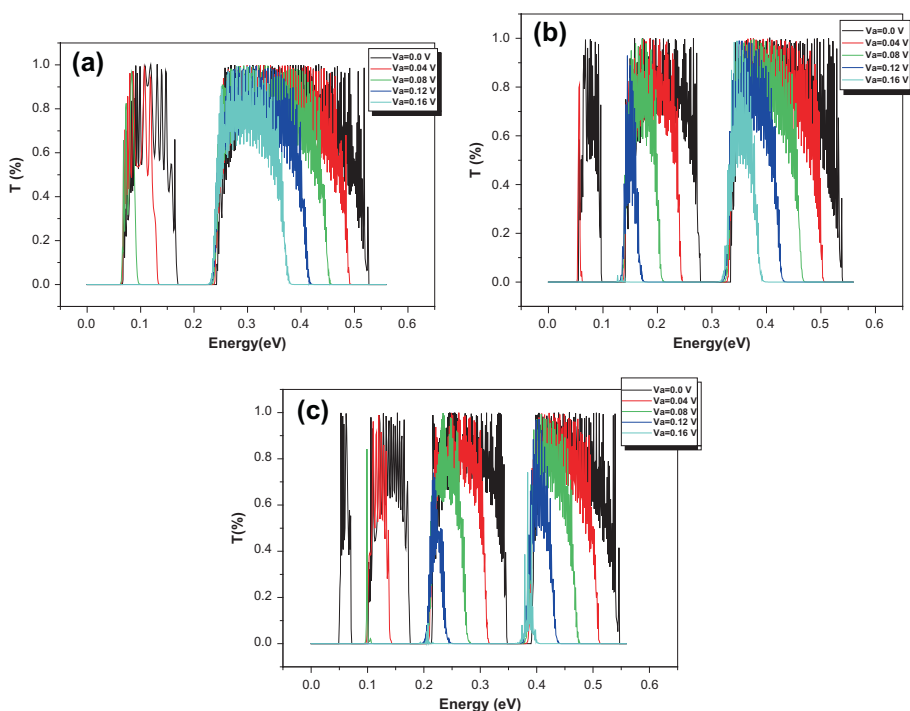 (a)
Va=0.0 V
Va=0.04 V
Va=0.08 V
Va=0.12 V
Va=0.16 V
T (%)
1.0
0.8
0.6
0.4
0.2
0.0
0.0 0.1 0.2 0.3 0.4 0.5 0.6
Energy(eV)
(b)
Va=0.0 V
Va=0.04 V
Va=0.08 V
Va=0.12 V
Va=0.16 V
T (%)
1.0
0.8
0.6
0.4
0.2
0.0
0.0 0.1 0.2 0.3 0.4 0.5 0.6
Energy(eV)
(c)
Va=0.0 V
Va=0.04 V
Va=0.08 V
Va=0.12 V
Va=0.16 V
T(%)
1.0
0.8
0.6
0.4
0.2
0.0
0.0 0.1 0.2 0.3 0.4 0.5 0.6
Energy (eV)